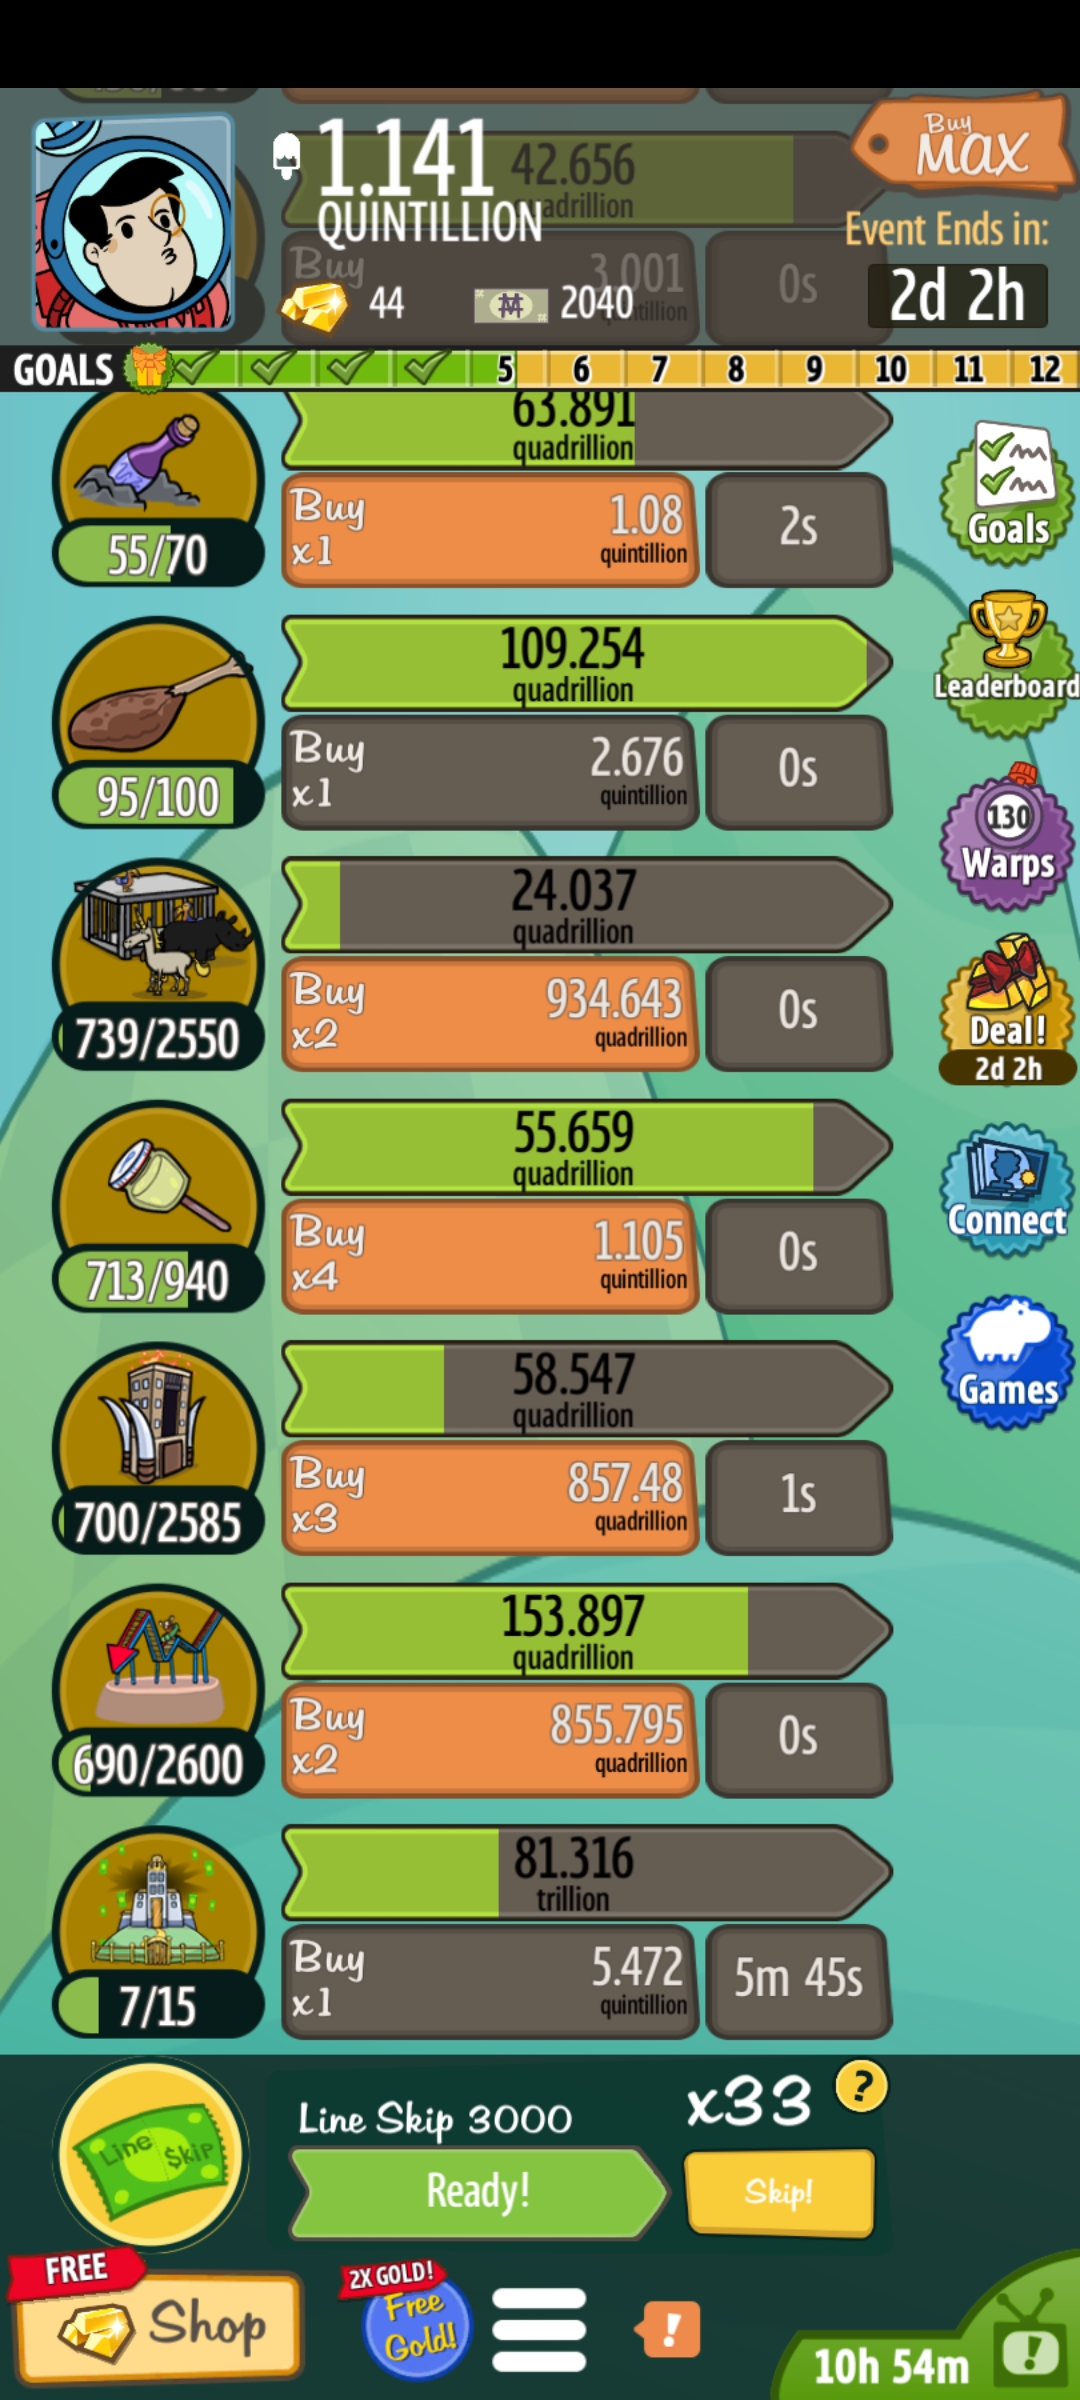 1.141
QUINTILLION
42.656
quadrillion
Buy
MAX
Event Ends in:
2d 2h
Buy
3.001
0s
44
2040
GOALS
5 6 7 8 9 10 11 12
63.891
quadrillion
Buy
x1
1.08
quintillion
2s
55/70
Goals
109.254
quadrillion
Buy
x1
2.676
quintillion
0s
95/100
Leaderboard
130
Warps
24.037
quadrillion
Buy
x2
934.643
quadrillion
0s
739/2550
Deal!
2d 2h
55.659
quadrillion
Buy
x4
1.105
quintillion
0s
713/940
Connect
58.547
quadrillion
Buy
x3
857.48
quadrillion
1s
700/2585
Games
153.897
quadrillion
Buy
x2
855.795
quadrillion
0s
690/2600
81.316
trillion
Buy
x1
5.472
quintillion
5m 45s
7/15
Line Skip 3000
x33
?
Line $kip
Ready!
Skip!
FREE
Shop
2X GOLD!
Free
Gold!
!
10h 54m
!